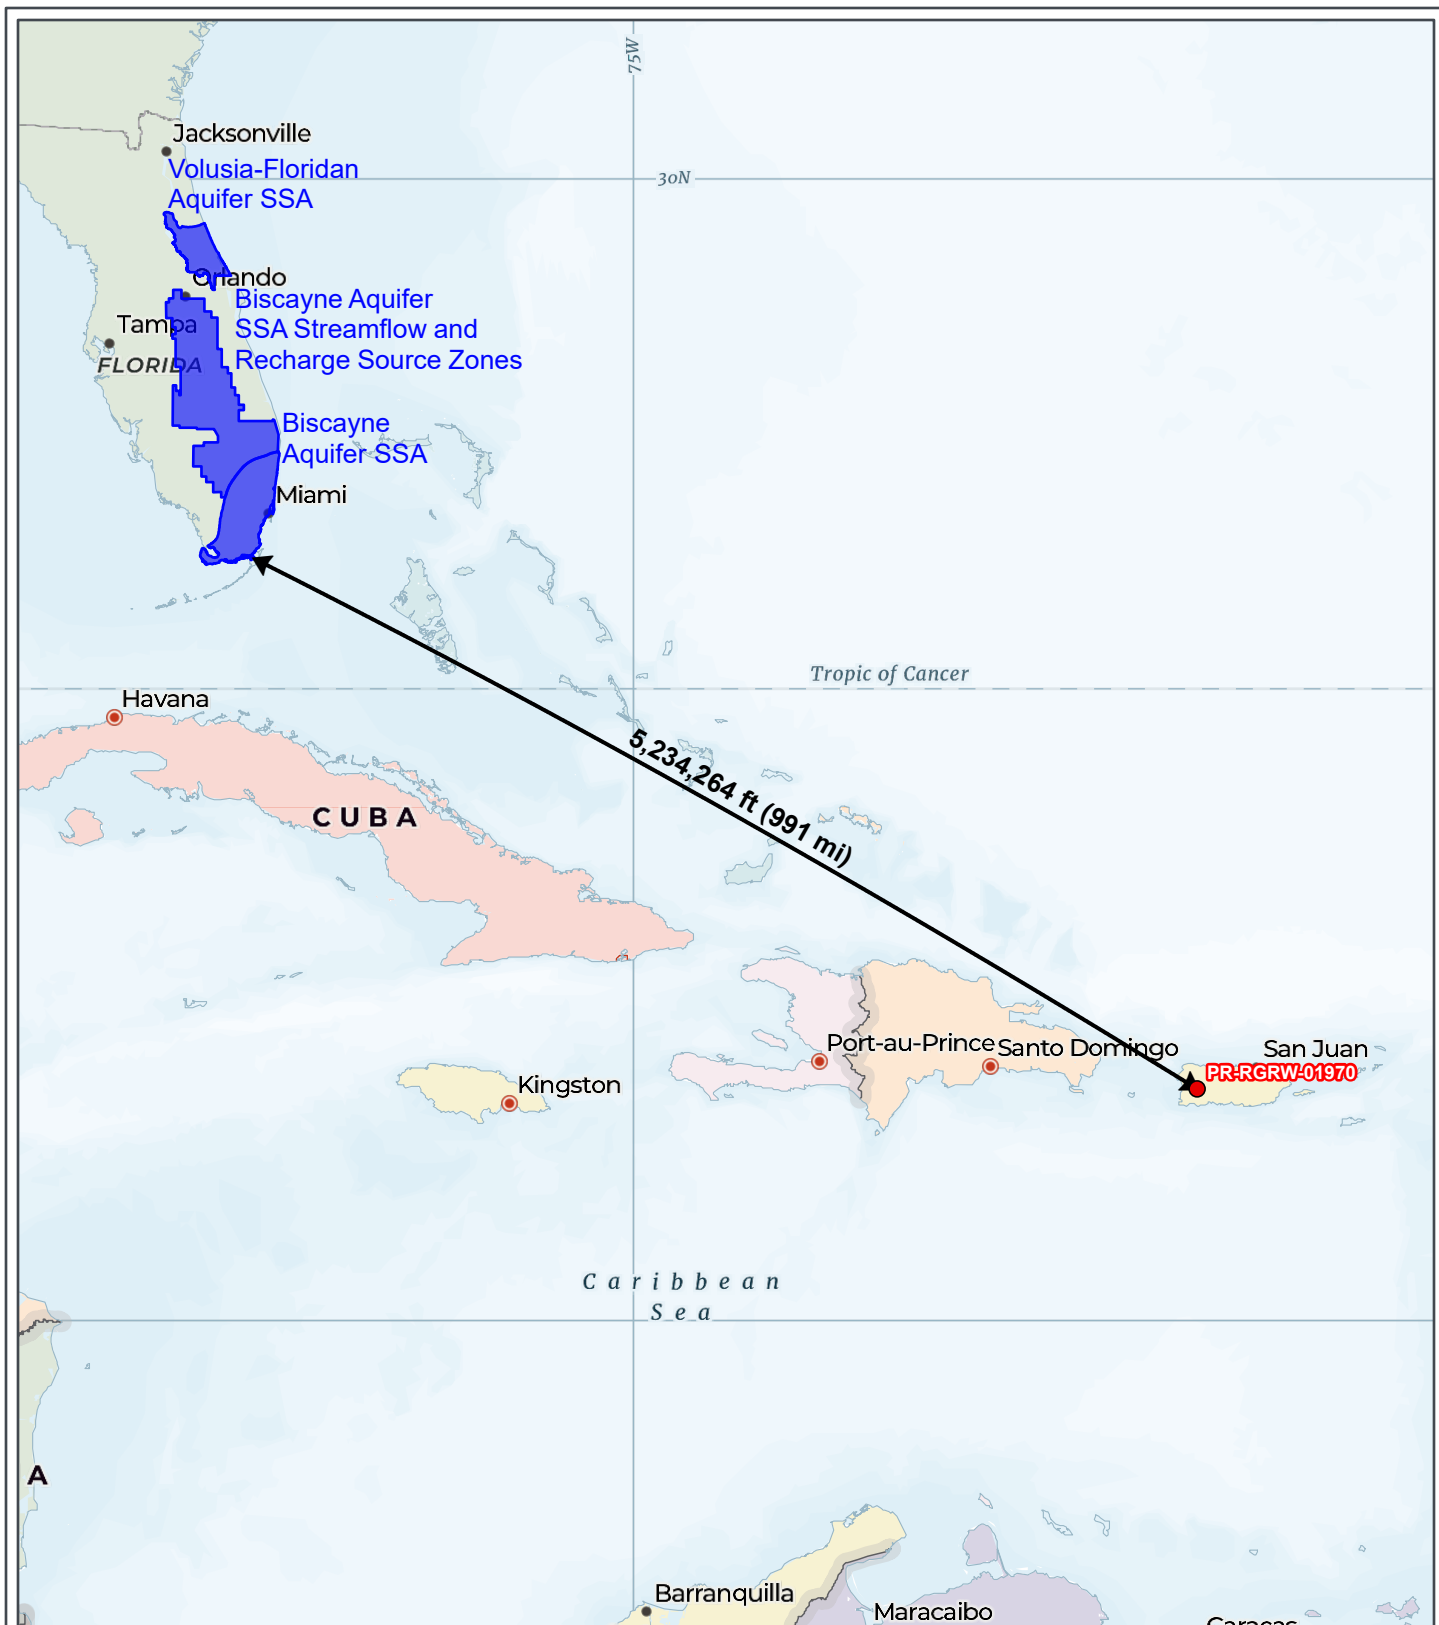 75W
Jacksonville
Volusia-Floridan
Aquifer SSA
30N
Orlando
Biscayne Aquifer
SSA Streamflow and
Recharge Source Zones
Tampa
FLORIDA
Biscayne
Aquifer SSA
Miami
Tropic of Cancer
Havana
5,234,264 ft (991 mi)
CUBA
Port-au-Prince
Santo Domingo
San Juan
PR-RGRW-01970
Kingston
Caribbean
Sea
A
Barranquilla
Maracaibo
Caracas